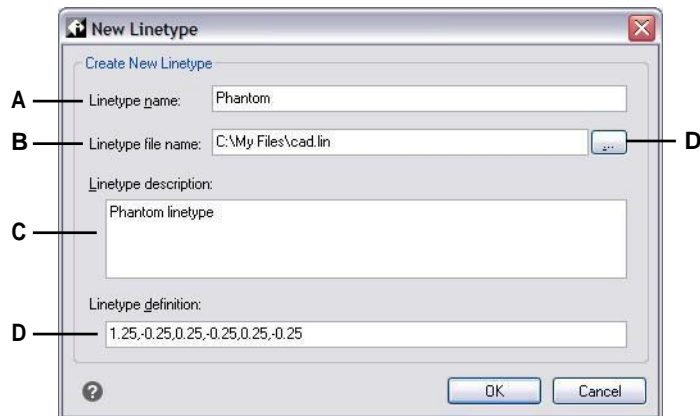 New Linetype
Create New Linetype
A Linetype name: Phantom
B Linetype file name: C:\My Files\cad.lin ... D
Linetype description:
C Phantom linetype
Linetype definition:
D 1.25,-0.25,0.25,-0.25,0.25,-0.25
? OK Cancel